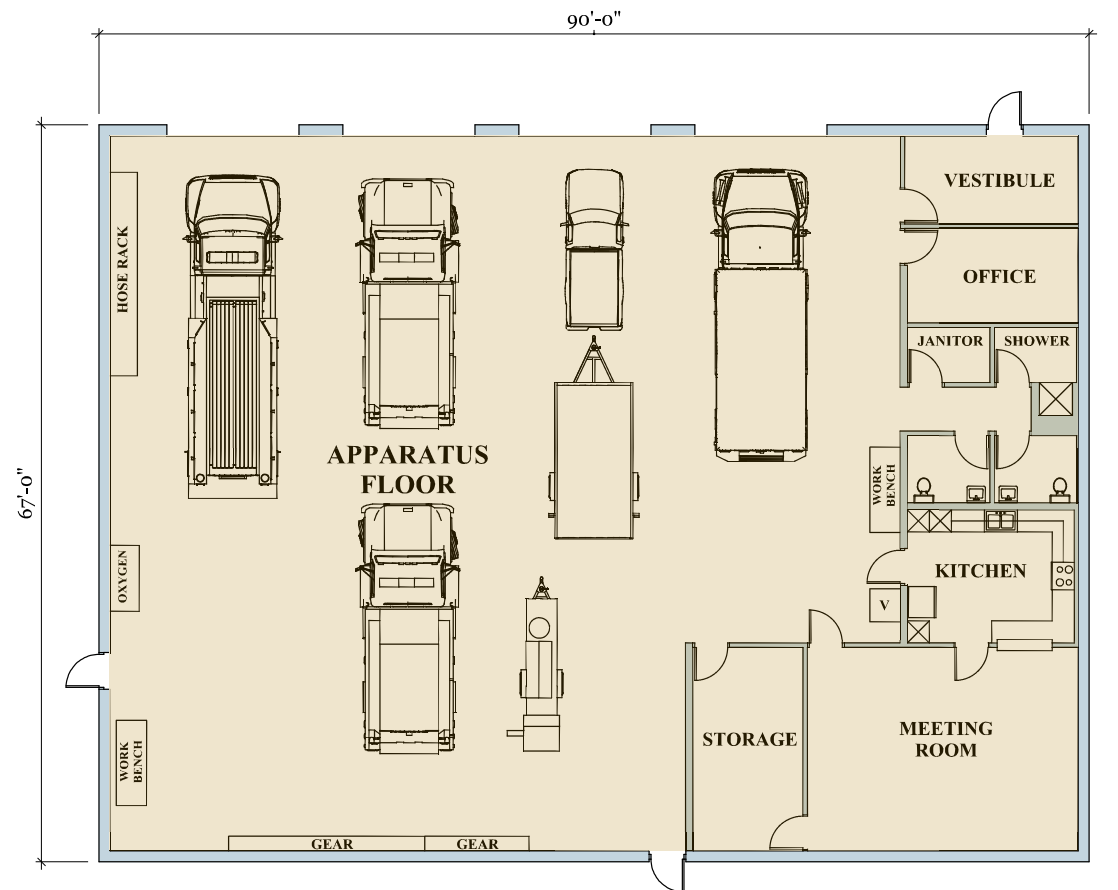 90'-0"
67'-0"
VESTIBULE
HOSE RACK
OFFICE
JANITOR
SHOWER
APPARATUS
FLOOR
WORK
BENCH
OXYGEN
KITCHEN
V
STORAGE
MEETING
ROOM
WORK
BENCH
GEAR
GEAR